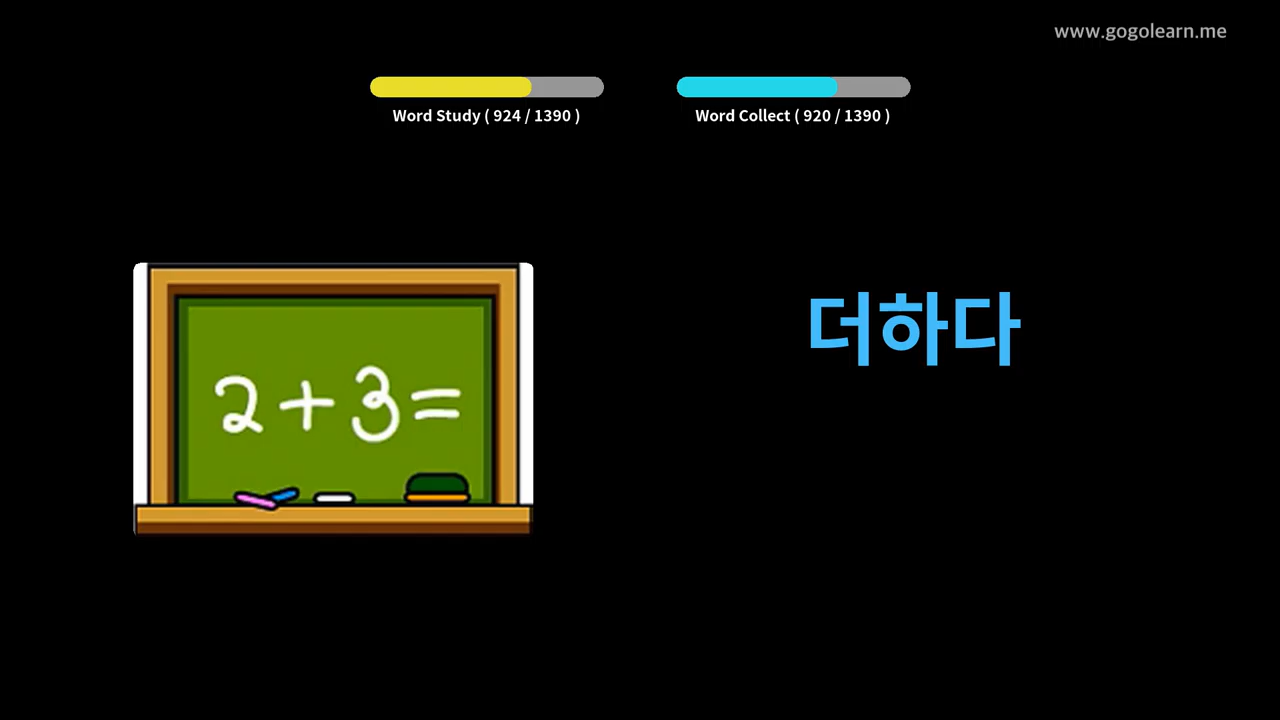 www.gogolearn.me
Word Study ( 924 / 1390 )
Word Collect ( 920 / 1390 )
2+3=
더하다